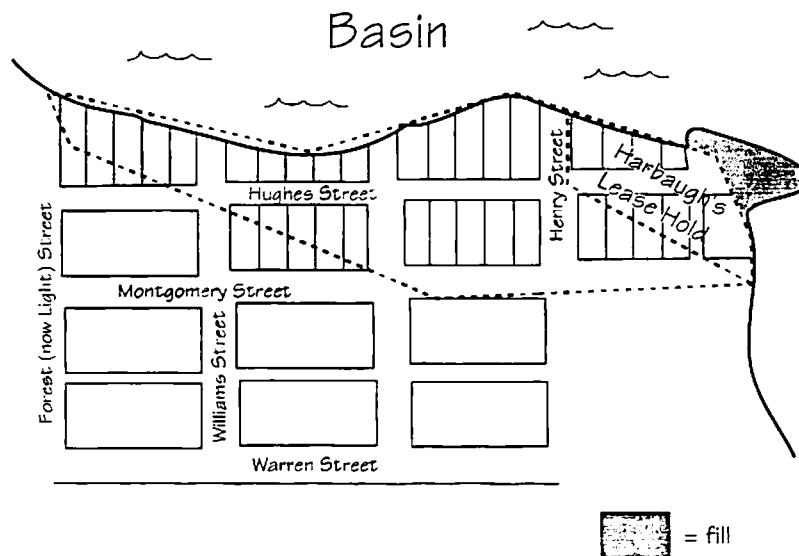 Basin
Hughes Street
Henry Street
Harbaugh's
Lease Hold
Forest (now Light) Street
Montgomery Street
Williams Street
Warren Street
= fill